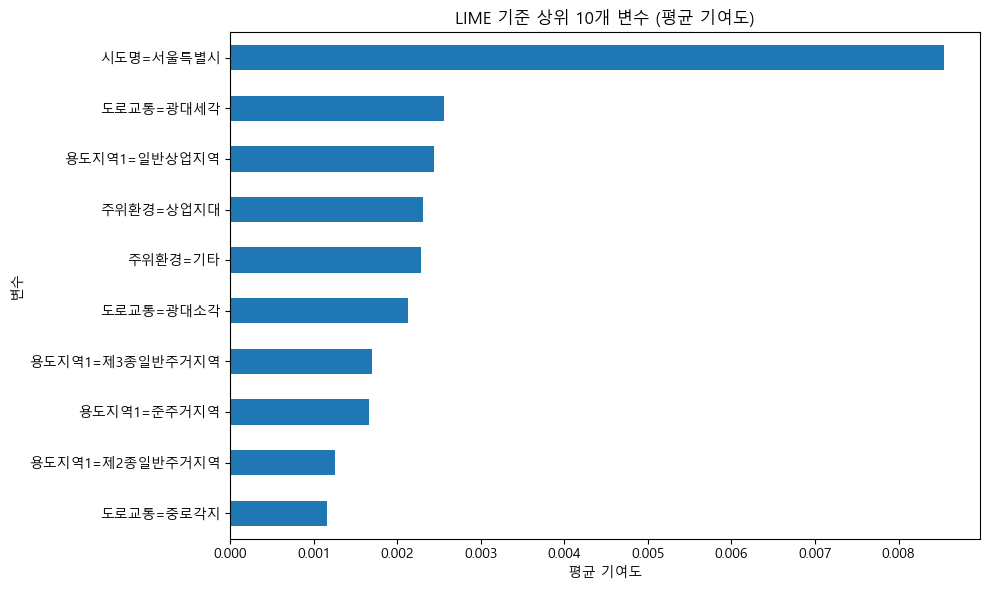 LIME 기준 상위 10개 변수 (평균 기여도)
시도명=서울특별시
도로교통=광대세각
용도지역1=일반상업지역
주위환경=상업지대
주위환경=기타
도로교통=광대소각
용도지역1=제3종일반주거지역
용도지역1=준주거지역
용도지역1=제2종일반주거지역
도로교통=중로각지
변수
0.000 0.001 0.002 0.003 0.004 0.005 0.006 0.007 0.008
평균 기여도